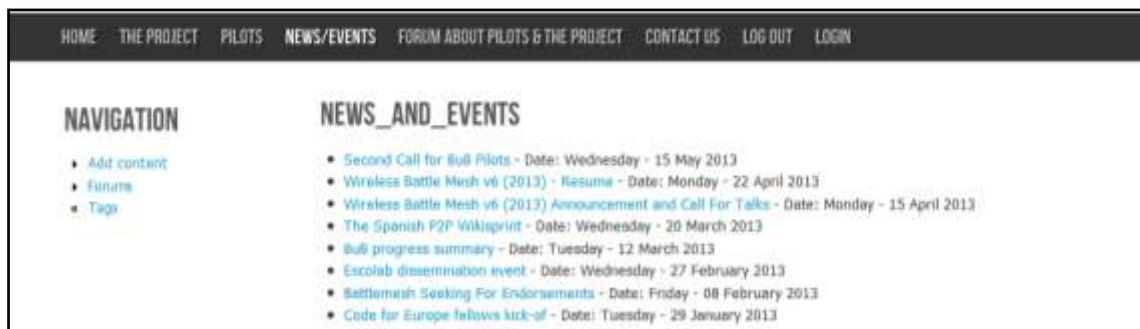 HOME THE PROJECT PILOTS NEWS/EVENTS FORUM ABOUT PILOTS & THE PROJECT CONTACT US LOG OUT LOGIN
NAVIGATION
Add content
Forums
Tags
NEWS_AND_EVENTS
Second Call for BuB Pilots - Date: Wednesday - 15 May 2013
Wireless Battle Mesh v6 (2013) - Resume - Date: Monday - 22 April 2013
Wireless Battle Mesh v6 (2013) Announcement and Call For Talks - Date: Monday - 15 April 2013
The Spanish P2P Wikisprint - Date: Wednesday - 20 March 2013
BuB progress summary - Date: Tuesday - 12 March 2013
Escolab dissemination event - Date: Wednesday - 27 February 2013
Battlemesh Seeking For Endorsements - Date: Friday - 08 February 2013
Code for Europe fellows kick-of - Date: Tuesday - 29 January 2013